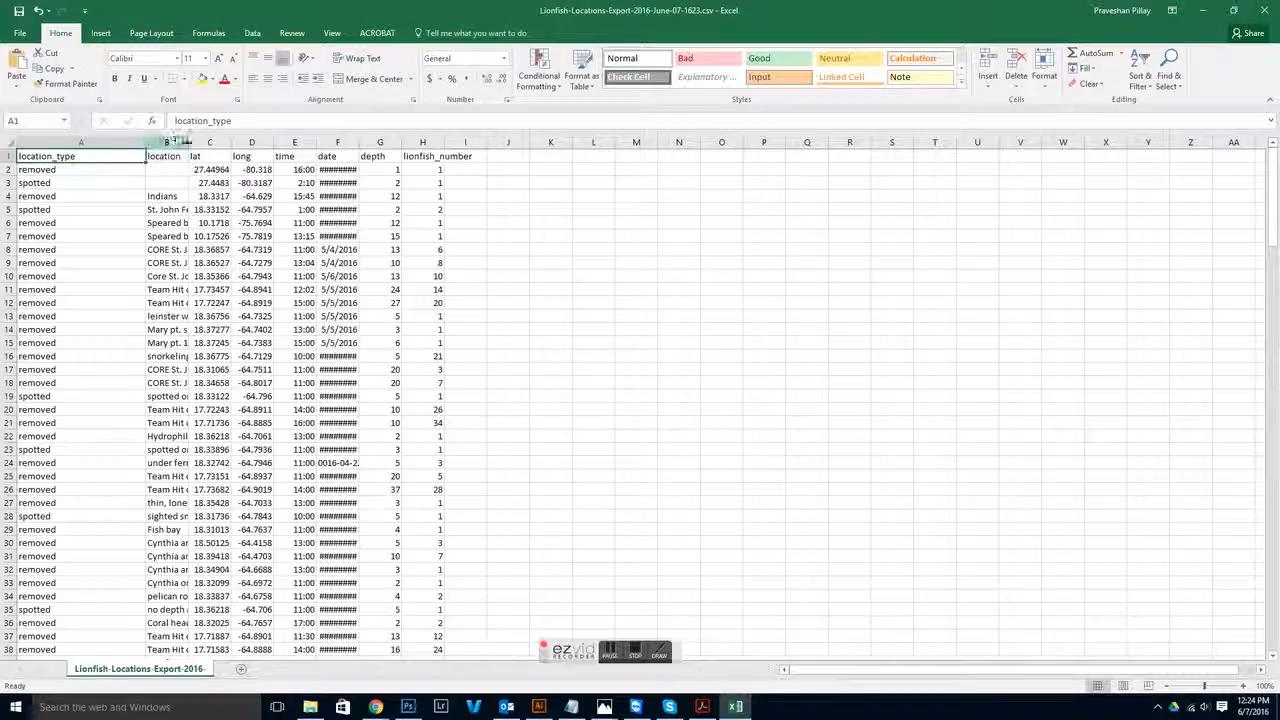 Lionfish-Locations-Export-2016-June-07-1623.csv - Excel
Praveshan Pillay
File Home Insert Page Layout Formulas Data Review View ACROBAT Tell me what you want to do Share
Paste Cut Copy Format Painter Clipboard
Calibri 11 A A B U A Font
Wrap Text Merge & Center Alignment
General $ % , Number
Conditional Formatting Format as Table
Normal Bad Good Neutral Calculation
Check Cell Explanatory ... Input Linked Cell Note
Styles
Insert Delete Format Cells
AutoSum Fill Clear Sort & Filter Find & Select Editing
A1 fx location_type
A B C D E F G H I J K L M N O P Q R S T U V W X Y Z AA
1 location_type location lat long time date depth lionfish_number
2 removed 27.44964 -80.318 16:00 ######## 1 1
3 spotted 27.4483 -80.3187 2:10 ######## 2 1
4 removed Indians 18.3317 -64.629 15:45 ######## 12 1
5 spotted St. John Fe 18.33152 -64.7957 1:00 ######## 2 2
6 removed Speared b 10.1718 -75.7694 11:00 ######## 12 1
7 removed Speared b 10.17526 -75.7819 13:15 ######## 15 1
8 removed CORE St. J 18.36857 -64.7319 11:00 5/4/2016 13 6
9 removed CORE St. J 18.36527 -64.7279 13:04 5/4/2016 10 8
10 removed Core St. Jo 18.35366 -64.7943 11:00 5/6/2016 13 10
11 removed Team Hit o 17.73457 -64.8941 12:02 5/5/2016 24 14
12 removed Team Hit o 17.72247 -64.8919 15:00 5/5/2016 27 20
13 removed leinster w 18.36756 -64.7325 11:00 5/5/2016 5 1
14 removed Mary pt. s 18.37277 -64.7402 13:00 5/5/2016 3 1
15 removed Mary pt. 1 18.37245 -64.7383 15:00 5/5/2016 6 1
16 removed snorkeling 18.36775 -64.7129 10:00 ######## 5 21
17 removed CORE St. J 18.31065 -64.7511 11:00 ######## 20 3
18 removed CORE St. J 18.34658 -64.8017 11:00 ######## 20 7
19 spotted spotted o 18.33122 -64.796 11:00 ######## 5 1
20 removed Team Hit o 17.72243 -64.8911 14:00 ######## 10 26
21 removed Team Hit o 17.71736 -64.8885 16:00 ######## 10 34
22 removed Hydrophil 18.36218 -64.7061 13:00 ######## 2 1
23 spotted spotted o 18.33896 -64.7936 11:00 ######## 3 1
24 removed under ferr 18.32742 -64.7946 11:00 0016-04-2 5 3
25 removed Team Hit o 17.73151 -64.8937 11:00 ######## 20 5
26 removed Team Hit o 17.73682 -64.9019 14:00 ######## 37 28
27 removed thin, lone 18.35428 -64.7033 13:00 ######## 3 1
28 spotted sighted sn 18.31736 -64.7843 10:00 ######## 5 1
29 removed Fish bay 18.31013 -64.7637 11:00 ######## 4 1
30 removed Cynthia ar 18.50125 -64.4158 13:00 ######## 5 3
31 removed Cynthia ar 18.39418 -64.4703 11:00 ######## 10 7
32 removed Cynthia ar 18.34904 -64.6688 13:00 ######## 3 1
33 removed Cynthia o 18.32099 -64.6972 11:00 ######## 2 1
34 removed pelican ro 18.33837 -64.6758 11:00 ######## 4 2
35 spotted no depth a 18.36218 -64.706 11:00 ######## 5 1
36 removed Coral head 18.32025 -64.7657 17:00 ######## 2 2
37 removed Team Hit o 17.71887 -64.8901 11:30 ######## 13 12
38 removed Team Hit o 17.71583 -64.8888 14:00 ######## 16 24
ezvid RECORDER PAUSE STOP DRAW
Lionfish-Locations-Export-2016-
Ready 100%
Search the web and Windows
12:24 PM
6/7/2016